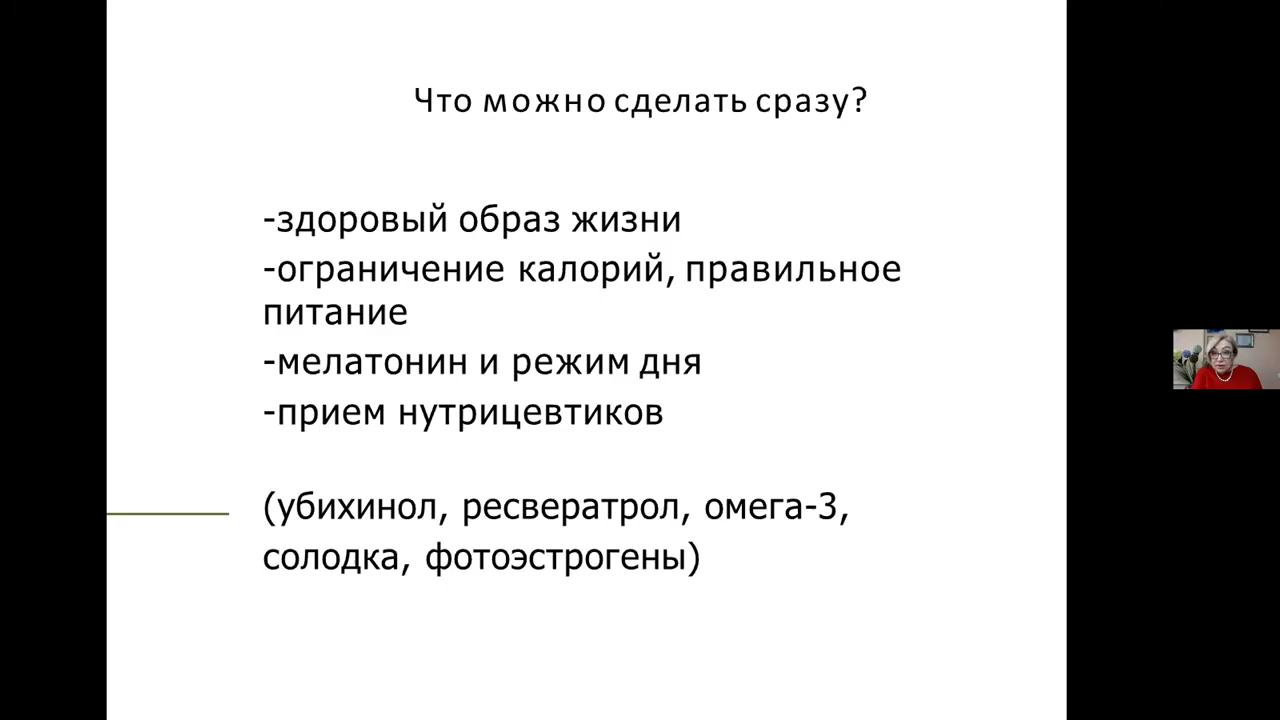 Что можно сделать сразу?
-здоровый образ жизни
-ограничение калорий, правильное
питание
-мелатонин и режим дня
-прием нутрицевтиков
(убихинол, ресвератрол, омега-3,
солодка, фотоэстрогены)